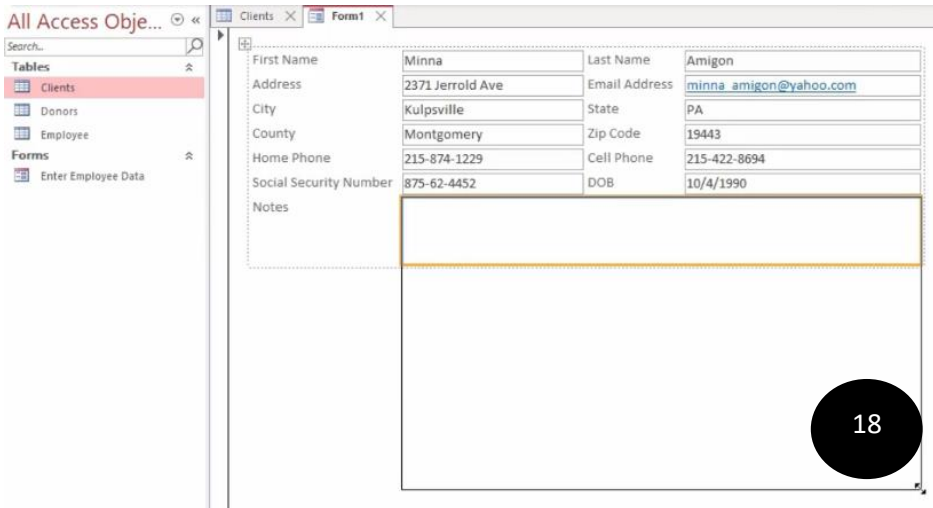 All Access Obje... «
Clients
Form1
Search...
Tables
Clients
Donors
Employee
Forms
Enter Employee Data
First Name Minna Last Name Amigon
Address 2371 Jerrold Ave Email Address minna_amigon@yahoo.com
City Kulpsville State PA
County Montgomery Zip Code 19443
Home Phone 215-874-1229 Cell Phone 215-422-8694
Social Security Number 875-62-4452 DOB 10/4/1990
Notes
18